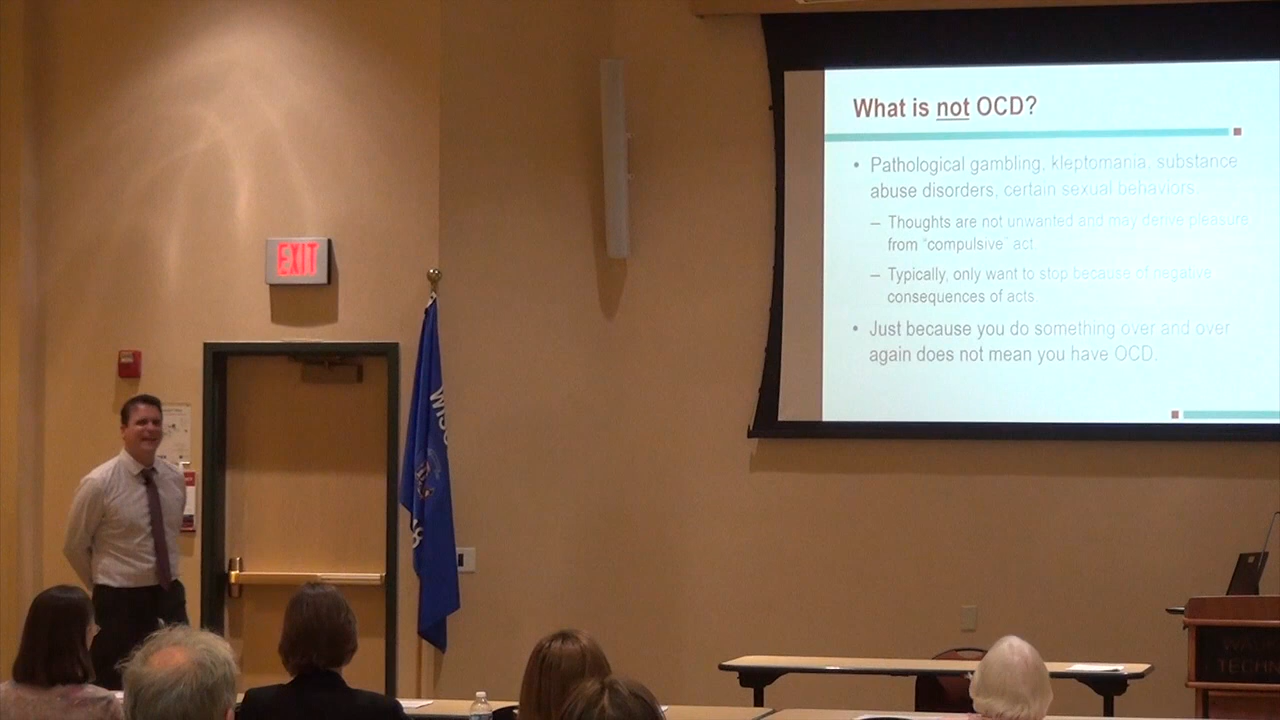 What is not OCD?
• Pathological gambling, kleptomania, substance
abuse disorders, certain sexual behaviors
– Thoughts are not unwanted and may derive pleasure
from "compulsive" act
– Typically, only want to stop because of negative
consequences of acts
• Just because you do something over and over
again does not mean you have OCD.
EXIT